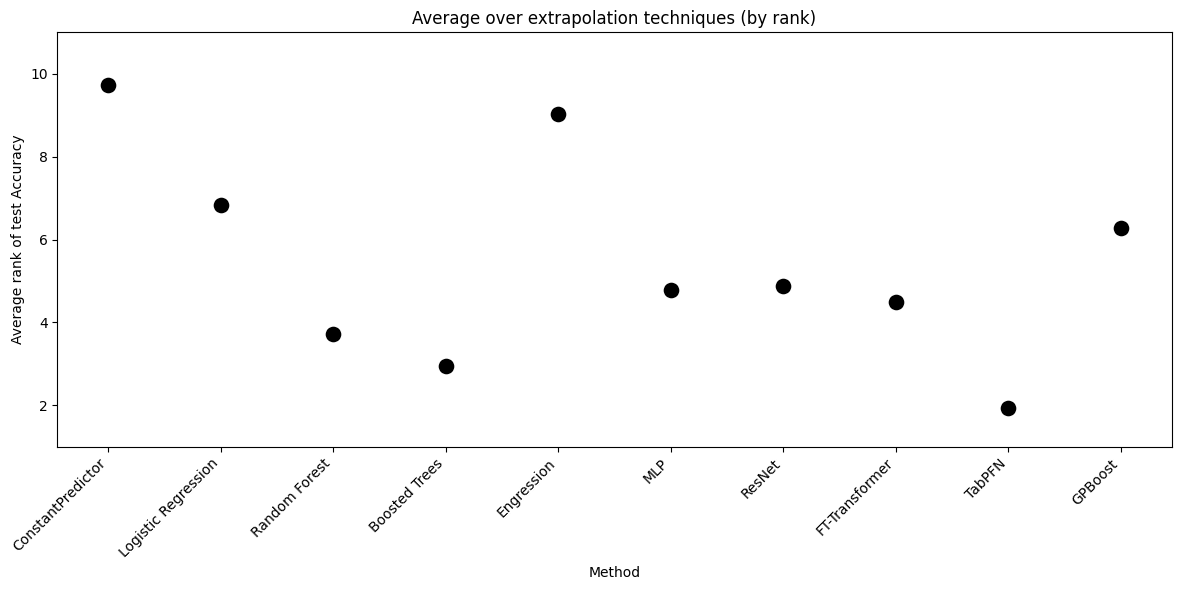 Average over extrapolation techniques (by rank)
Average rank of test Accuracy
10
8
6
4
2
ConstantPredictor
Logistic Regression
Random Forest
Boosted Trees
Engression
MLP
ResNet
FT-Transformer
TabPFN
GPBoost
Method